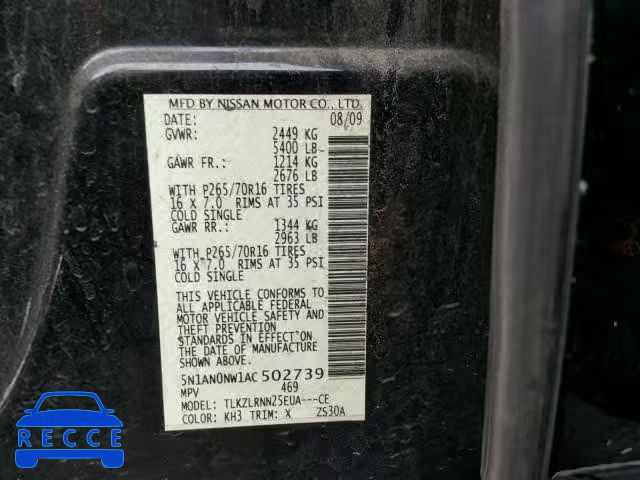 MFD BY NISSAN MOTOR CO., LTD.
DATE: 08/09
GVWR: 2449 KG
5400 LB
GAWR FR.: 1214 KG
2676 LB
WITH P265/70R16 TIRES
16 X 7.0 RIMS AT 35 PSI
COLD SINGLE
GAWR RR.: 1344 KG
2963 LB
WITH P265/70R16 TIRES
16 X 7.0 RIMS AT 35 PSI
COLD SINGLE
THIS VEHICLE CONFORMS TO
ALL APPLICABLE FEDERAL
MOTOR VEHICLE SAFETY AND
THEFT PREVENTION
STANDARDS IN EFFECT ON
THE DATE OF MANUFACTURE
SHOWN ABOVE.
5N1AN0NW1AC502739
MPV 469
MODEL: TLKZLRNN25EUA---CE
COLOR: KH3 TRIM: X ZS30A
RECCE